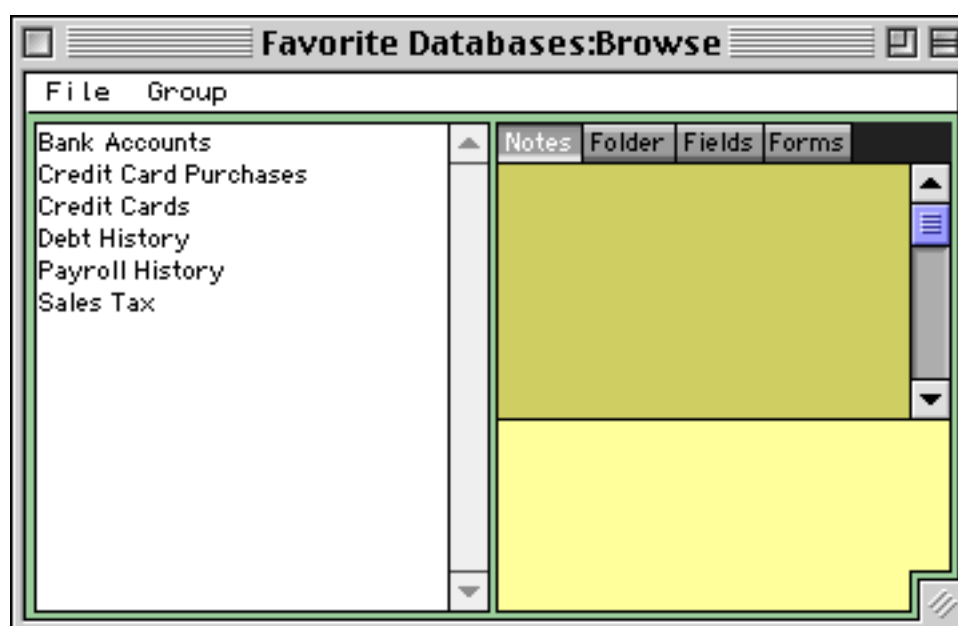 Favorite Databases:Browse
File Group
Bank Accounts
Credit Card Purchases
Credit Cards
Debt History
Payroll History
Sales Tax
Notes Folder Fields Forms